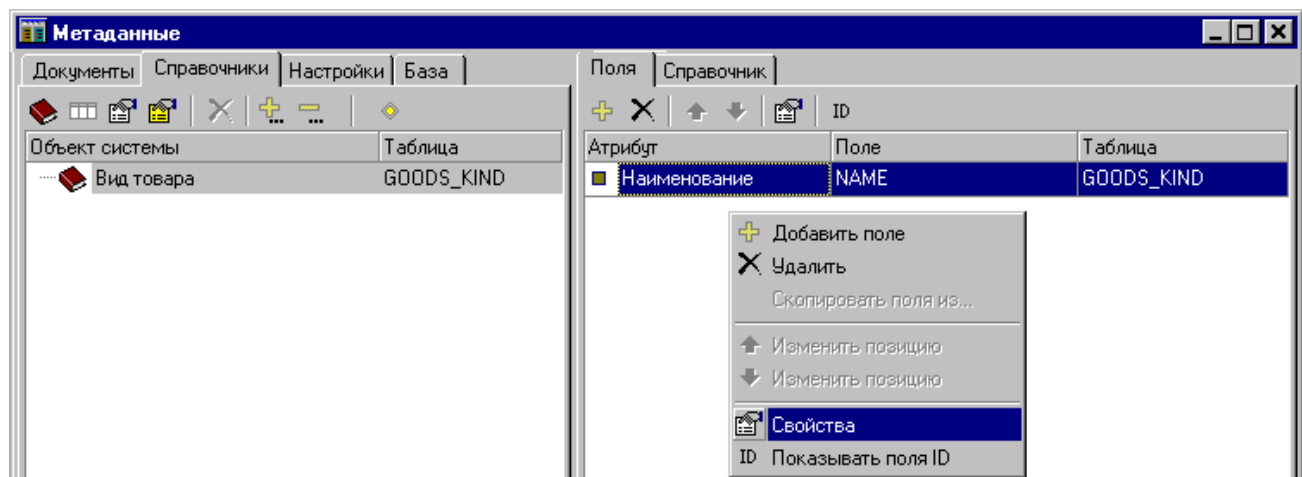 Метаданные
Документы Справочники Настройки База Поля Справочник
ID
Объект системы Таблица Атрибут Поле Таблица
Вид товара GOODS_KIND Наименование NAME GOODS_KIND
Добавить поле
Удалить
Скопировать поля из...
Изменить позицию
Изменить позицию
Свойства
ID Показывать поля ID